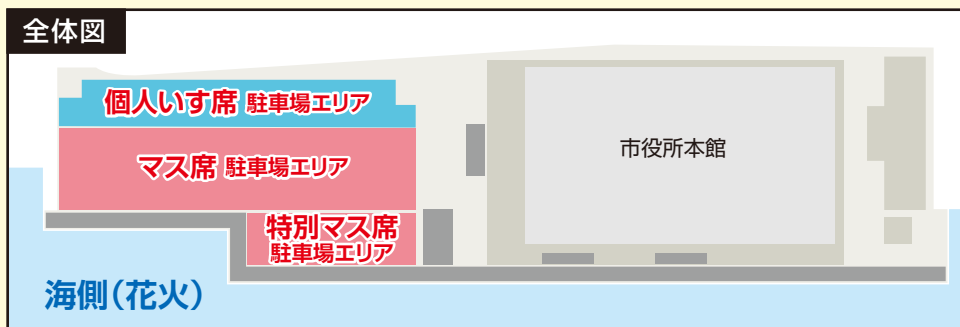 全体図
個人いす席 駐車場エリア
マス席 駐車場エリア
市役所本館
特別マス席
駐車場エリア
海側(花火)